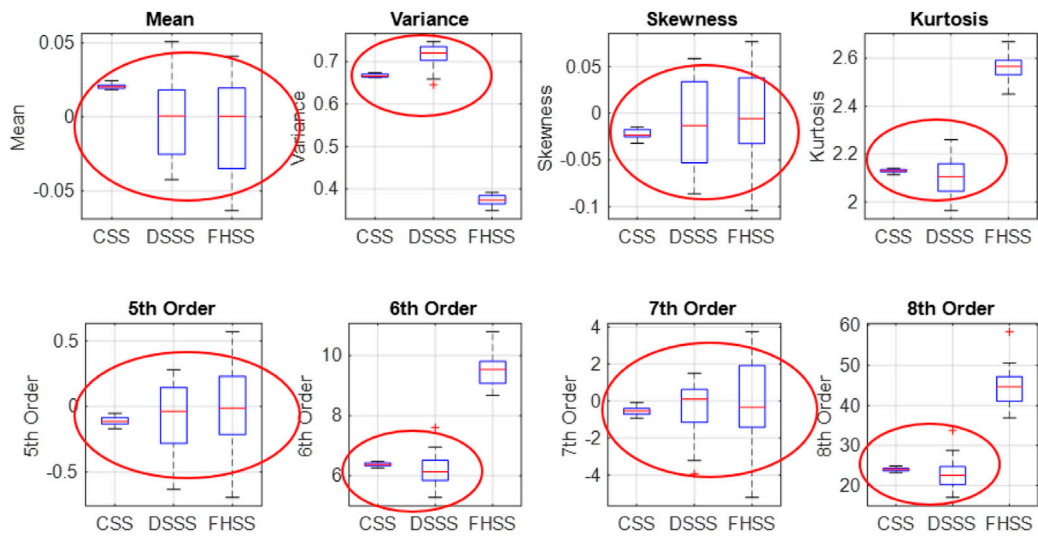 Mean
Variance
Skewness
Kurtosis
Mean
0.05
0
-0.05
CSS DSSS FHSS
Variance
0.7
0.6
0.5
0.4
CSS DSSS FHSS
Skewness
0.05
0
-0.05
-0.1
CSS DSSS FHSS
Kurtosis
2.6
2.4
2.2
2
CSS DSSS FHSS
5th Order
6th Order
7th Order
8th Order
5th Order
0.5
0
-0.5
CSS DSSS FHSS
6th Order
10
8
6
CSS DSSS FHSS
7th Order
4
2
0
-2
-4
CSS DSSS FHSS
8th Order
60
50
40
30
20
CSS DSSS FHSS